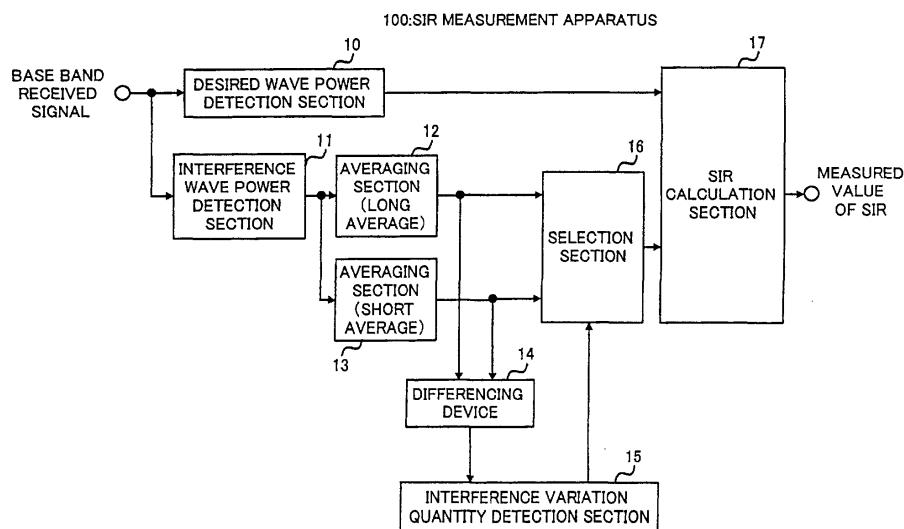 100:SIR MEASUREMENT APPARATUS
10
17
BASE BAND
RECEIVED
SIGNAL
DESIRED WAVE POWER
DETECTION SECTION
11
12
16
INTERFERENCE
WAVE POWER
DETECTION
SECTION
AVERAGING
SECTION
(LONG
AVERAGE)
SELECTION
SECTION
SIR
CALCULATION
SECTION
MEASURED
VALUE
OF SIR
AVERAGING
SECTION
(SHORT
AVERAGE)
13
14
DIFFERENCING
DEVICE
15
INTERFERENCE VARIATION
QUANTITY DETECTION SECTION